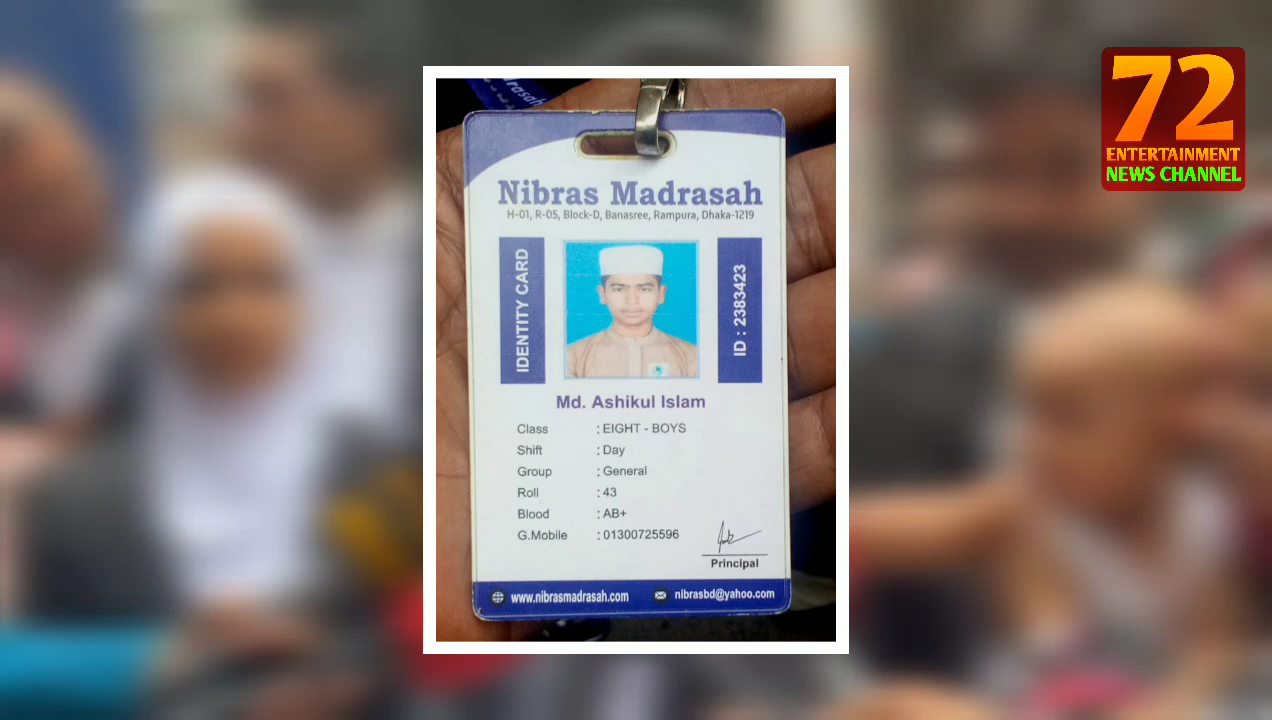 72
ENTERTAINMENT
NEWS CHANNEL
Nibras Madrasah
H-01, R-05, Block-D, Banasree, Rampura, Dhaka-1219
IDENTITY CARD
ID : 2383423
Md. Ashikul Islam
Class : EIGHT - BOYS
Shift : Day
Group : General
Roll : 43
Blood : AB+
G.Mobile : 01300725596
Principal
www.nibrasmadrasah.com
nibrasbd@yahoo.com